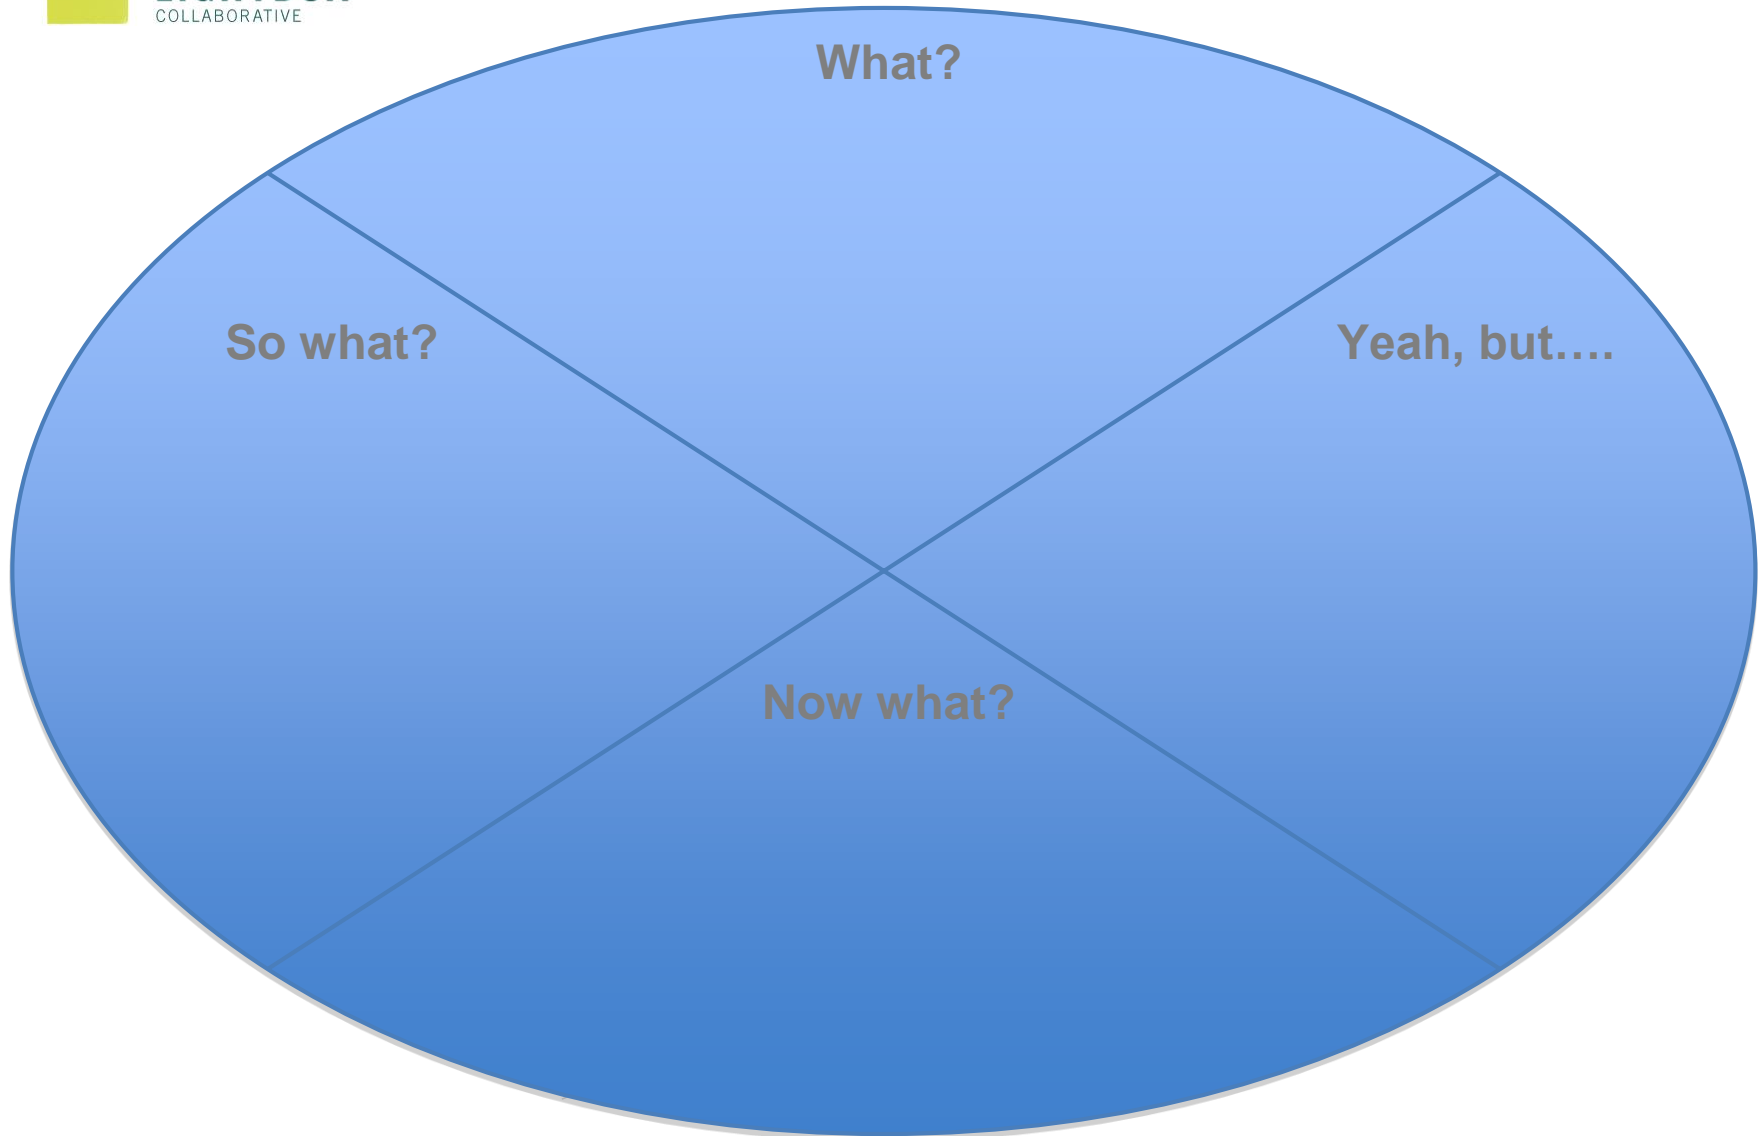 COLLABORATIVE
What?
So what?
Yeah, but....
Now what?